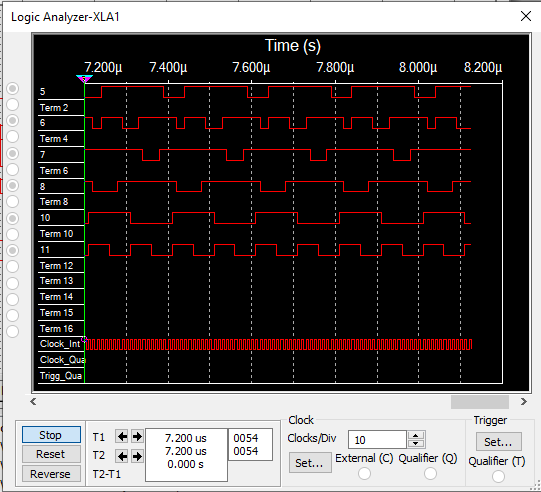 Logic Analyzer-XLA1
Time (s)
7.200µ 7.400µ 7.600µ 7.800µ 8.000µ 8.200µ
5
Term 2
6
Term 4
7
Term 6
8
Term 8
10
Term 10
11
Term 12
Term 13
Term 14
Term 15
Term 16
Clock_Int
Clock_Qua
Trigg_Qua
Stop
Reset
Reverse
T1
T2
T2-T1
7.200 us 0054
7.200 us 0054
0.000 s
Clock
Clocks/Div 10
Set...
External (C)
Qualifier (Q)
Trigger
Set...
Qualifier (T)